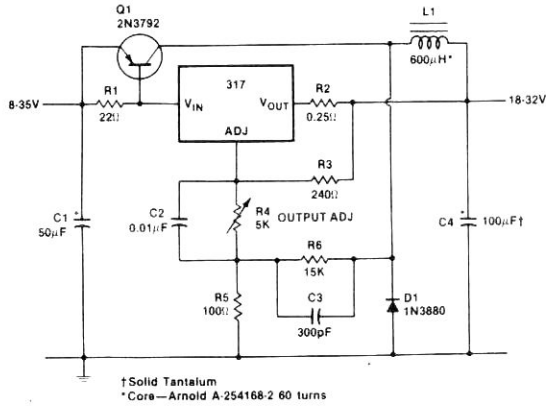 Q1
2N3792
L1
600µH*
317
R1
22Ω
VIN
VOUT
ADJ
R2
0.25Ω
8-35V
18-32V
R3
240Ω
C1
50µF
+
C2
0.01µF
R4
5K
OUTPUT ADJ
C4
+
100µF†
R6
15K
R5
100Ω
C3
300pF
D1
1N3880
†Solid Tantalum
*Core—Arnold A-254168-2 60 turns